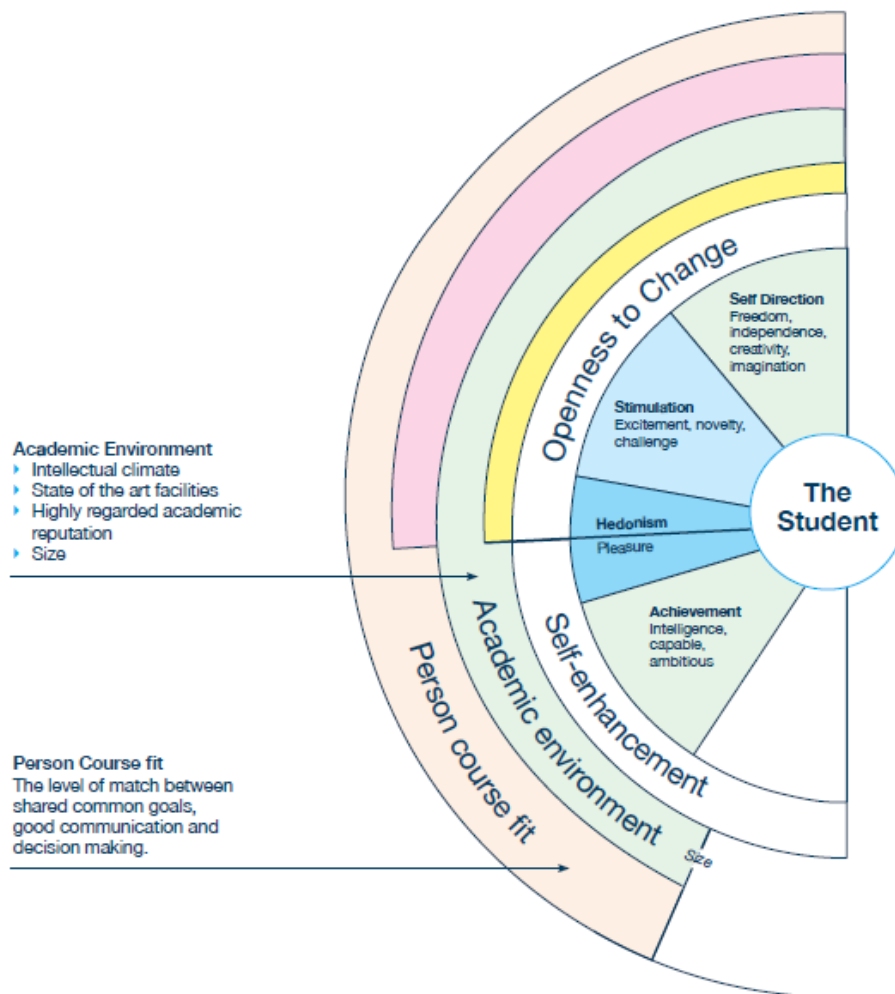 Openness to Change
Self Direction
Freedom,
independence,
creativity,
imagination
Stimulation
Excitement, novelty,
challenge
Academic Environment
Intellectual climate
State of the art facilities
Highly regarded academic
reputation
Size
The
Student
Hedonism
Pleasure
Achievement
Intelligence,
capable,
ambitious
Self-enhancement
Academic environment
Person course fit
Person Course fit
The level of match between
shared common goals,
good communication and
decision making.
Size